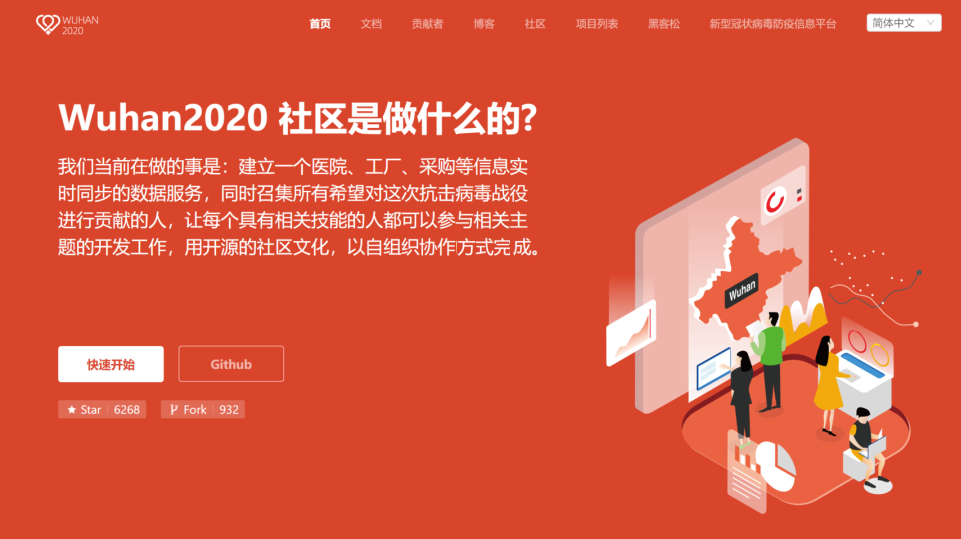 WUHAN
2020
首页 文档 贡献者 博客 社区 项目列表 黑客松 新型冠状病毒防疫信息平台 简体中文
Wuhan2020 社区是做什么的?
我们当前在做的事是：建立一个医院、工厂、采购等信息实
时同步的数据服务，同时召集所有希望对这次抗击病毒战役
进行贡献的人，让每个具有相关技能的人都可以参与相关主
题的开发工作，用开源的社区文化，以自组织协作方式完成。
Wuhan
快速开始 Github
Star 6268 Fork 932